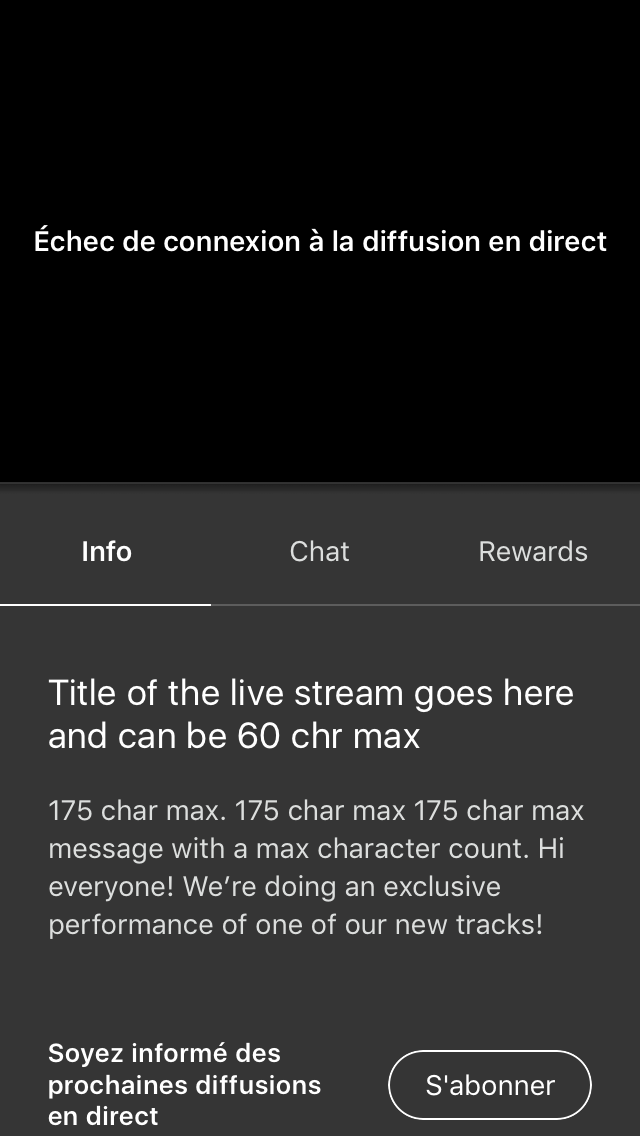 Échec de connexion à la diffusion en direct
Info
Chat
Rewards
Title of the live stream goes here
and can be 60 chr max
175 char max. 175 char max 175 char max
message with a max character count. Hi
everyone! We’re doing an exclusive
performance of one of our new tracks!
Soyez informé des
prochaines diffusions
en direct
S'abonner